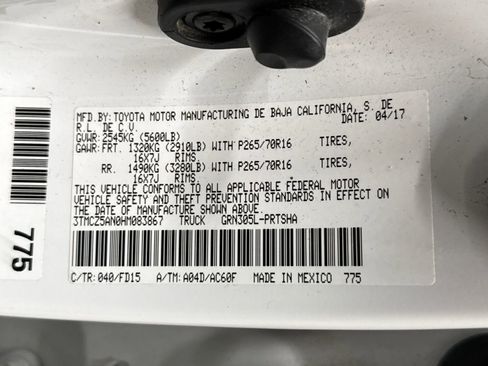 MFD.BY: TOYOTA MOTOR MANUFACTURING DE BAJA CALIFORNIA, S. DE
R.L. DE C.V. DATE: 04/17
GVWR: 2545KG (5600LB)
GAWR: FRT. 1320KG (2910LB) WITH P265/70R16 TIRES,
16X7J RIMS
RR. 1490KG (3280LB) WITH P265/70R16 TIRES,
16X7J RIMS
THIS VEHICLE CONFORMS TO ALL APPLICABLE FEDERAL MOTOR
VEHICLE SAFETY AND THEFT PREVENTION STANDARDS IN EFFECT ON
THE DATE OF MANUFACTURE SHOWN ABOVE.
3TMCZ5AN0HM083867 TRUCK GRN305L-PRTSHA
C/TR: 040/FD15 A/TM: A04D/AC60F MADE IN MEXICO 775
775